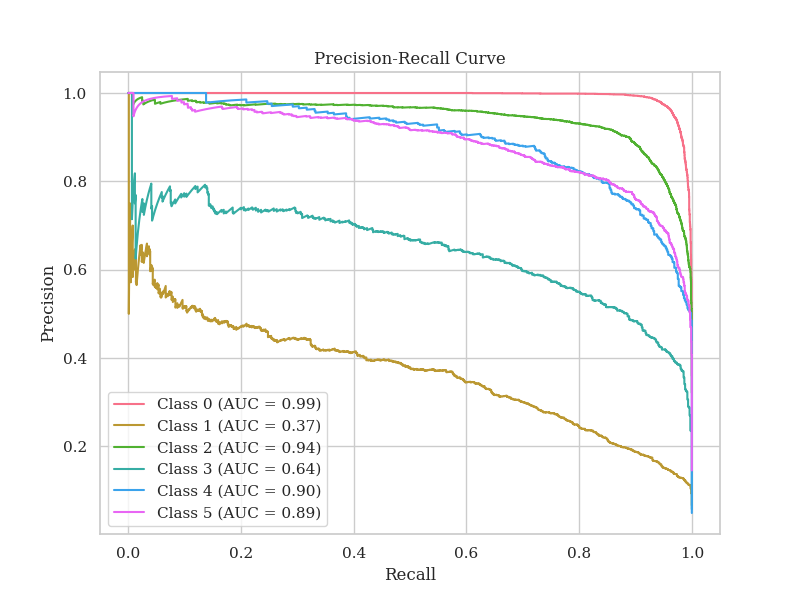 Precision-Recall Curve
Precision
1.0
0.8
0.6
0.4
0.2
Class 0 (AUC = 0.99)
Class 1 (AUC = 0.37)
Class 2 (AUC = 0.94)
Class 3 (AUC = 0.64)
Class 4 (AUC = 0.90)
Class 5 (AUC = 0.89)
0.0 0.2 0.4 0.6 0.8 1.0
Recall